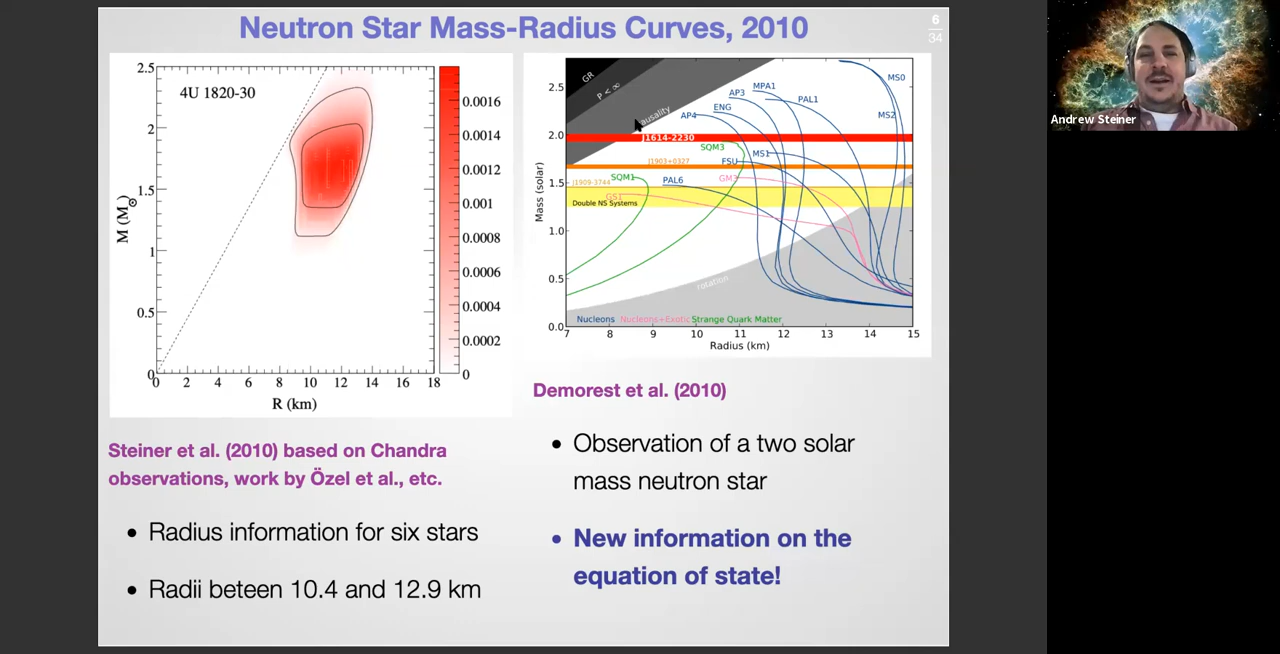 Neutron Star Mass-Radius Curves, 2010
6
34
4U 1820-30
M (M⊙)
2.5
2
1.5
1
0.5
0
0 2 4 6 8 10 12 14 16 18
R (km)
0.0016
0.0014
0.0012
0.001
0.0008
0.0006
0.0004
0.0002
0
Mass (solar)
2.5
2.0
1.5
1.0
0.5
0.0
GR
P < ∞
ausality
AP4
ENG
AP3
MPA1
PAL1
MS0
MS2
J1614-2230
SQM3
J1903+0327
FSU
MS1
SQM1
PAL6
GM3
J1909-3744
GS1
Double NS Systems
rotation
Nucleons Nucleons+Exotic Strange Quark Matter
7 8 9 10 11 12 13 14 15
Radius (km)
Steiner et al. (2010) based on Chandra
observations, work by Özel et al., etc.
• Radius information for six stars
• Radii beteen 10.4 and 12.9 km
Demorest et al. (2010)
• Observation of a two solar
mass neutron star
• New information on the
equation of state!
Andrew Steiner